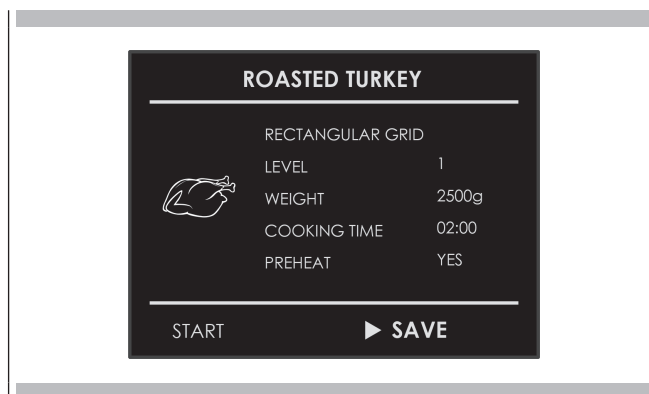 ROASTED TURKEY
RECTANGULAR GRID
LEVEL 1
WEIGHT 2500g
COOKING TIME 02:00
PREHEAT YES
START ▶ SAVE